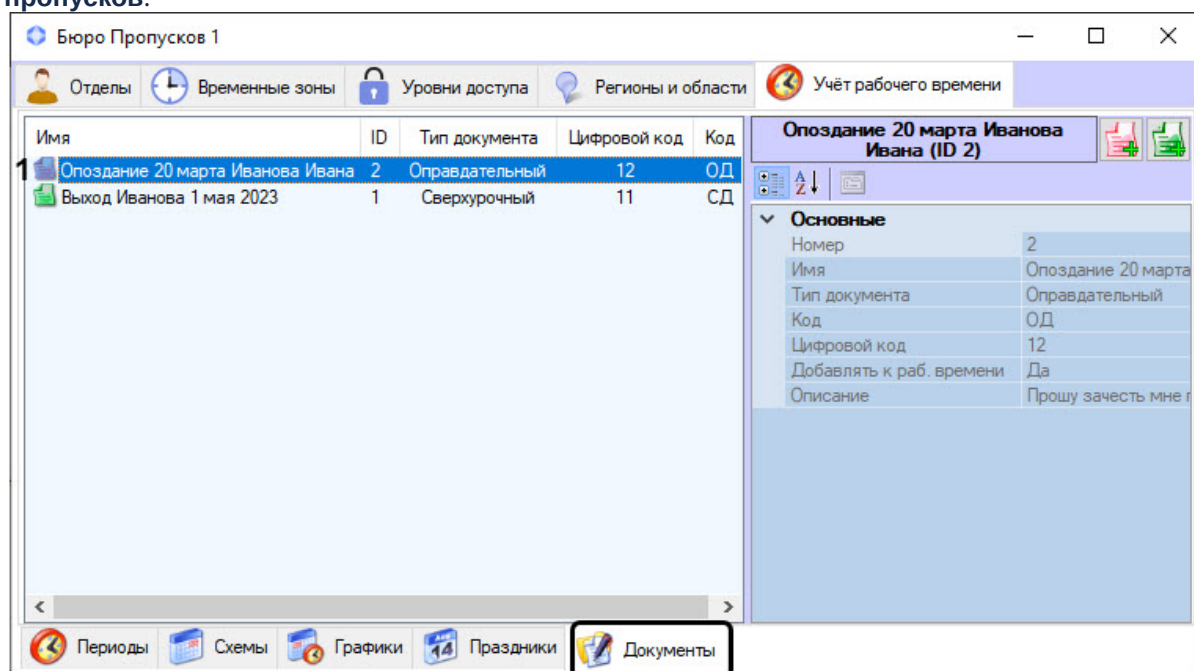 пропусков.
Бюро Пропусков 1
Отделы Временные зоны Уровни доступа Регионы и области Учёт рабочего времени
Имя ID Тип документа Цифровой код Код
1 Опоздание 20 марта Иванова Ивана 2 Оправдательный 12 ОД
Выход Иванова 1 мая 2023 1 Сверхурочный 11 СД
Опоздание 20 марта Иванова
Ивана (ID 2)
Основные
Номер 2
Имя Опоздание 20 марта
Тип документа Оправдательный
Код ОД
Цифровой код 12
Добавлять к раб. времени Да
Описание Прошу зачесть мне
Периоды Схемы Графики 14 Праздники Документы